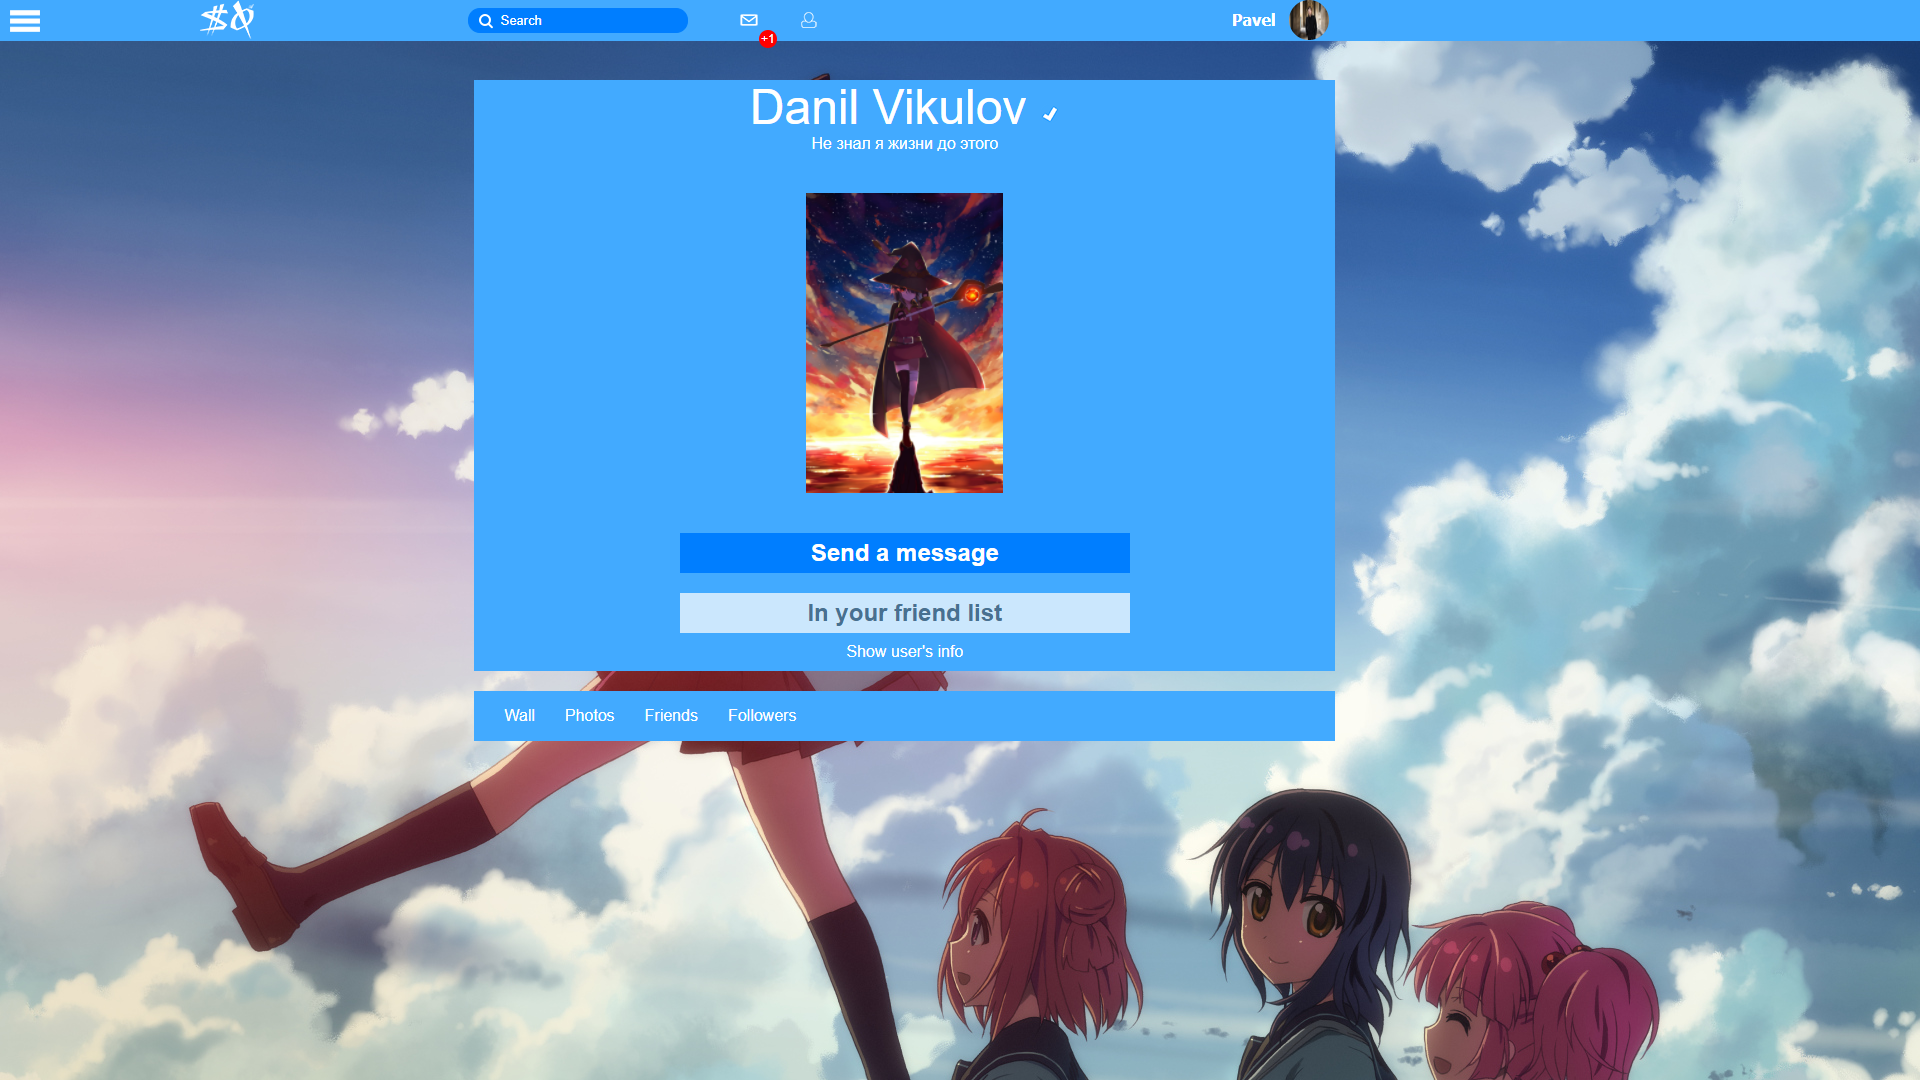 Search
+1
Pavel
Danil Vikulov
Не знал я жизни до этого
Send a message
In your friend list
Show user's info
Wall Photos Friends Followers